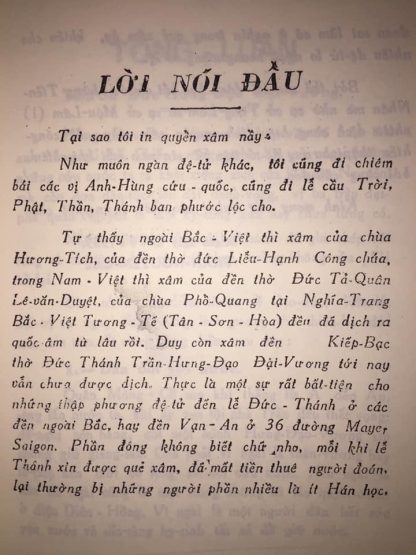 LỜI NÓI ĐẦU
Tại sao tôi in quyển xâm nầy?
Như muôn ngàn đệ-tử khác, tôi cũng đi chiêm
bái các vị Anh-Hùng cứu-quốc, cũng đi lễ cầu Trời,
Phật, Thần, Thánh ban phước lộc cho.
Tự thấy ngoài Bắc-Việt thì xâm của chùa
Hương-Tích, của đền thờ đức Liễu-Hạnh Công chúa,
trong Nam-Việt thì xâm của đền thờ Đức Tả-Quân
Lê-văn-Duyệt, của chùa Phổ-Quang tại Nghĩa-Trang
Bắc-Việt Tương-Tế (Tân-Sơn-Hòa) đều đã dịch ra
quốc-âm từ lâu rồi. Duy còn xâm đền Kiếp-Bạc
thờ Đức Thánh Trần-Hưng-Đạo Đại-Vương tới nay
vẫn chưa được dịch. Thực là một sự rất bất-tiện cho
những thập phương đệ-tử đến lễ Đức-Thánh ở các
đền ngoài Bắc, hay đền Vạn-An ở 36 đường Mayer
Saigon. Phần đông không biết chữ nho, mỗi khi lễ
Thánh xin được quẻ xâm, đã mất tiền thuê người đoán,
lại thường bị những người phần nhiều là ít Hán học,